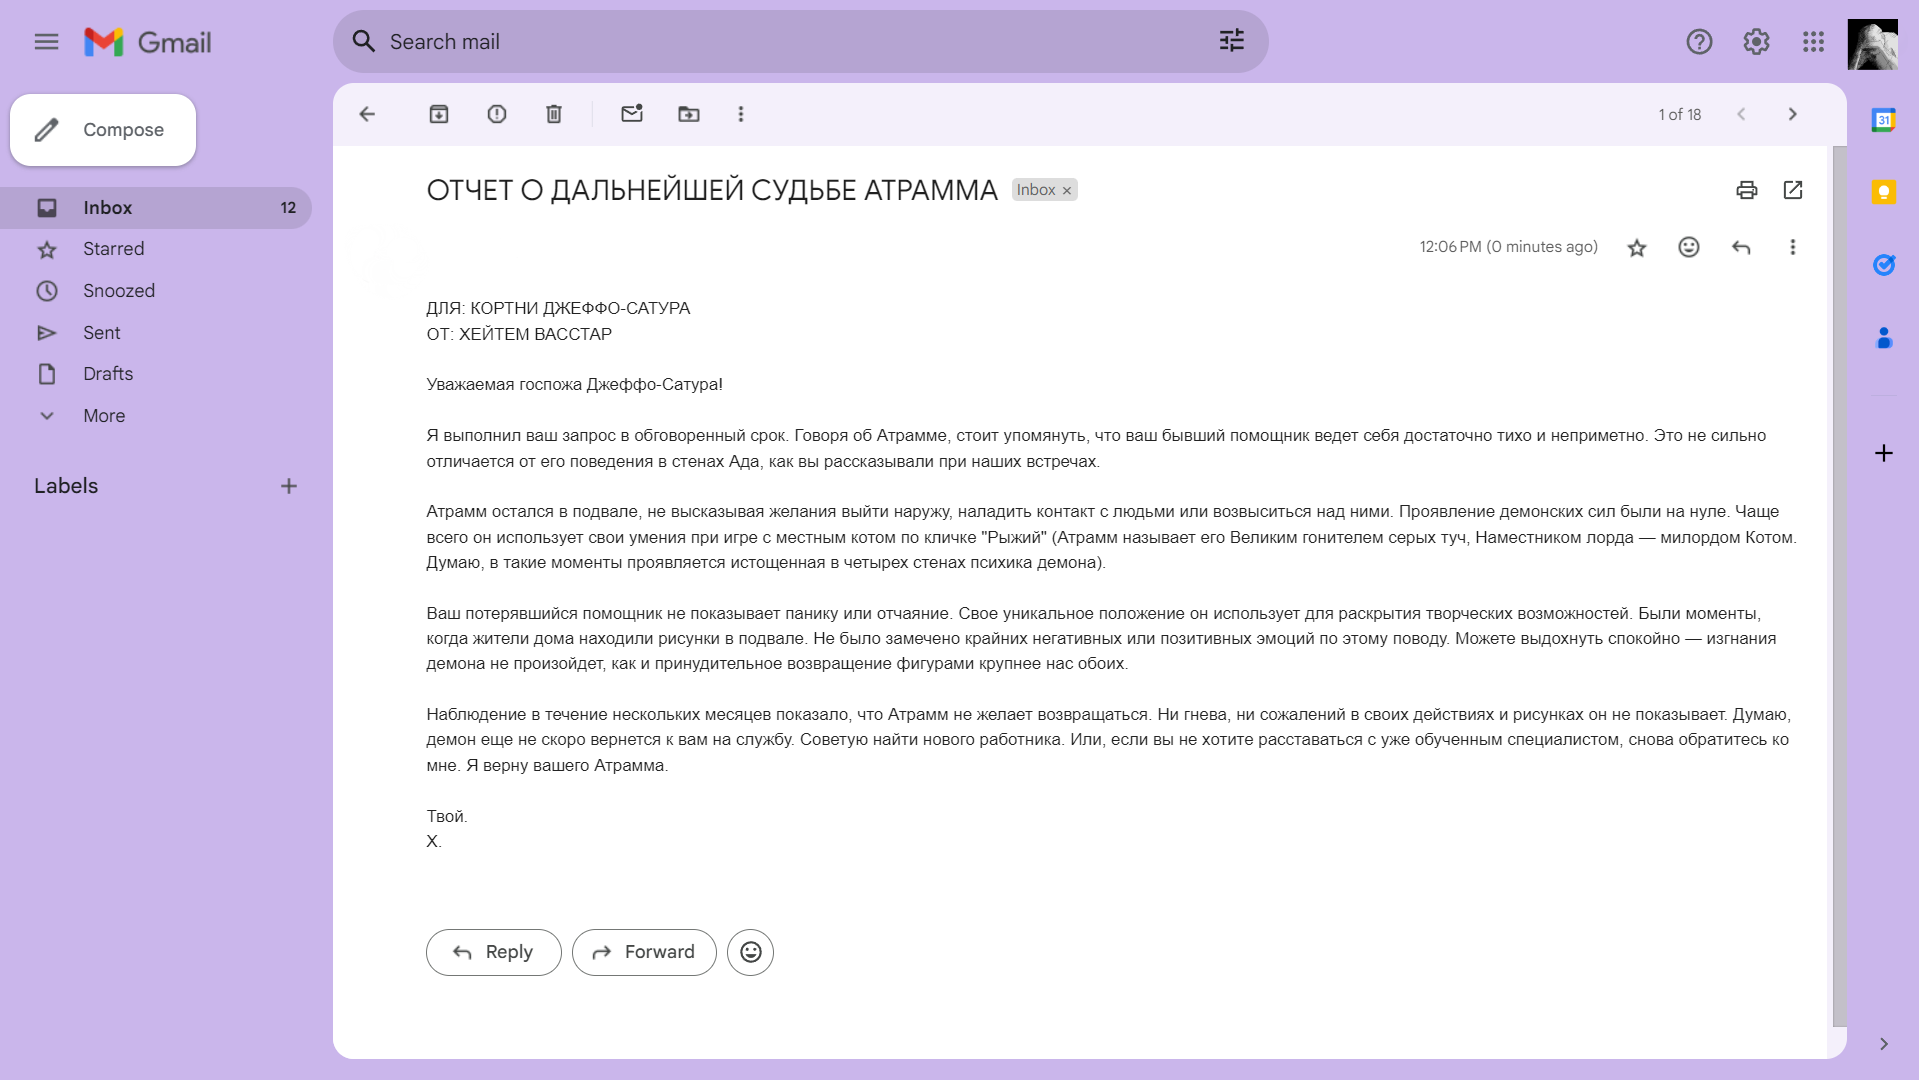 Gmail
Search mail
Compose
1 of 18
31
Inbox 12
Starred
Snoozed
Sent
Drafts
More
Labels
ОТЧЕТ О ДАЛЬНЕЙШЕЙ СУДЬБЕ АТРАММА Inbox ×
12:06 PM (0 minutes ago)
ДЛЯ: КОРТНИ ДЖЕФФО-САТУРА
ОТ: ХЕЙТЕМ ВАССТАР
Уважаемая госпожа Джеффо-Сатура!
Я выполнил ваш запрос в обговоренный срок. Говоря об Атрамме, стоит упомянуть, что ваш бывший помощник ведет себя достаточно тихо и неприметно. Это не сильно
отличается от его поведения в стенах Ада, как вы рассказывали при наших встречах.
Атрамм остался в подвале, не высказывая желания выйти наружу, наладить контакт с людьми или возвыситься над ними. Проявление демонских сил были на нуле. Чаще
всего он использует свои умения при игре с местным котом по кличке "Рыжий" (Атрамм называет его Великим гонителем серых туч, Наместником лорда — милордом Котом.
Думаю, в такие моменты проявляется истощенная в четырех стенах психика демона).
Ваш потерявшийся помощник не показывает панику или отчаяние. Свое уникальное положение он использует для раскрытия творческих возможностей. Были моменты,
когда жители дома находили рисунки в подвале. Не было замечено крайних негативных или позитивных эмоций по этому поводу. Можете выдохнуть спокойно — изгнания
демона не произойдет, как и принудительное возвращение фигурами крупнее нас обоих.
Наблюдение в течение нескольких месяцев показало, что Атрамм не желает возвращаться. Ни гнева, ни сожалений в своих действиях и рисунках он не показывает. Думаю,
демон еще не скоро вернется к вам на службу. Советую найти нового работника. Или, если вы не хотите расставаться с уже обученным специалистом, снова обратитесь ко
мне. Я верну вашего Атрамма.
Твой.
Х.
Reply
Forward